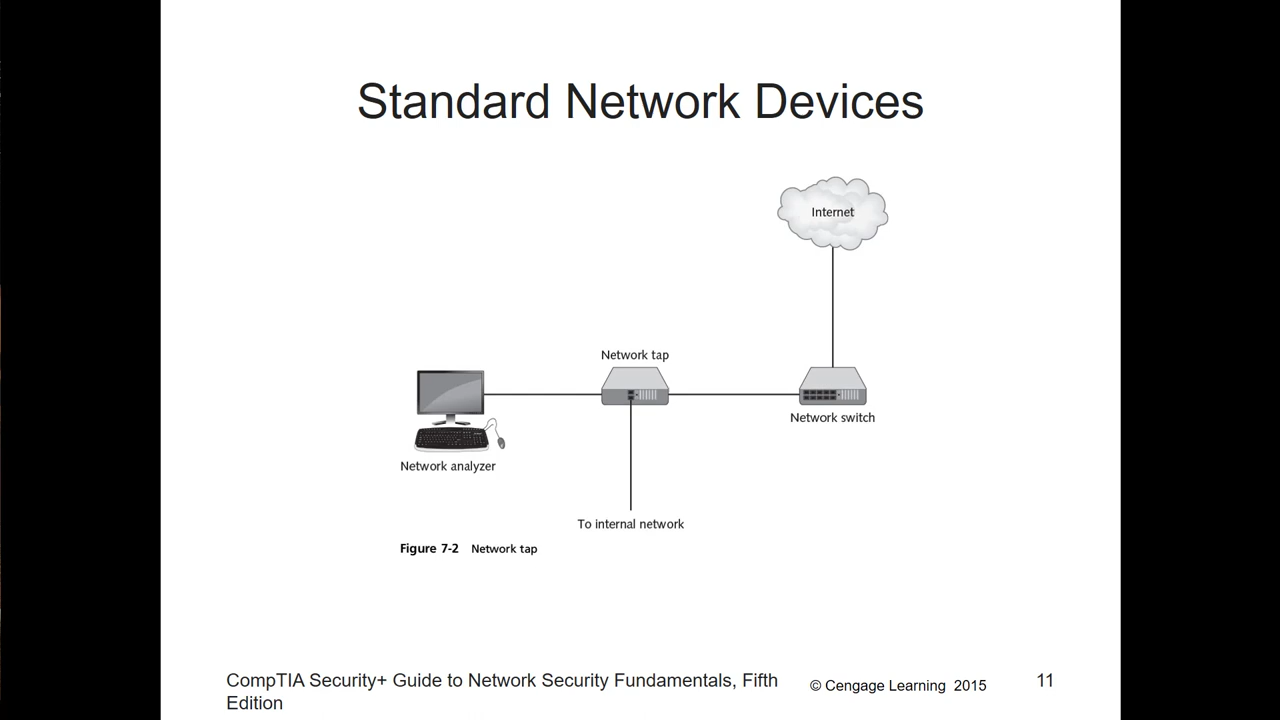 Standard Network Devices
Internet
Network tap
Network switch
Network analyzer
To internal network
Figure 7-2 Network tap
CompTIA Security+ Guide to Network Security Fundamentals, Fifth
Edition
© Cengage Learning 2015
11